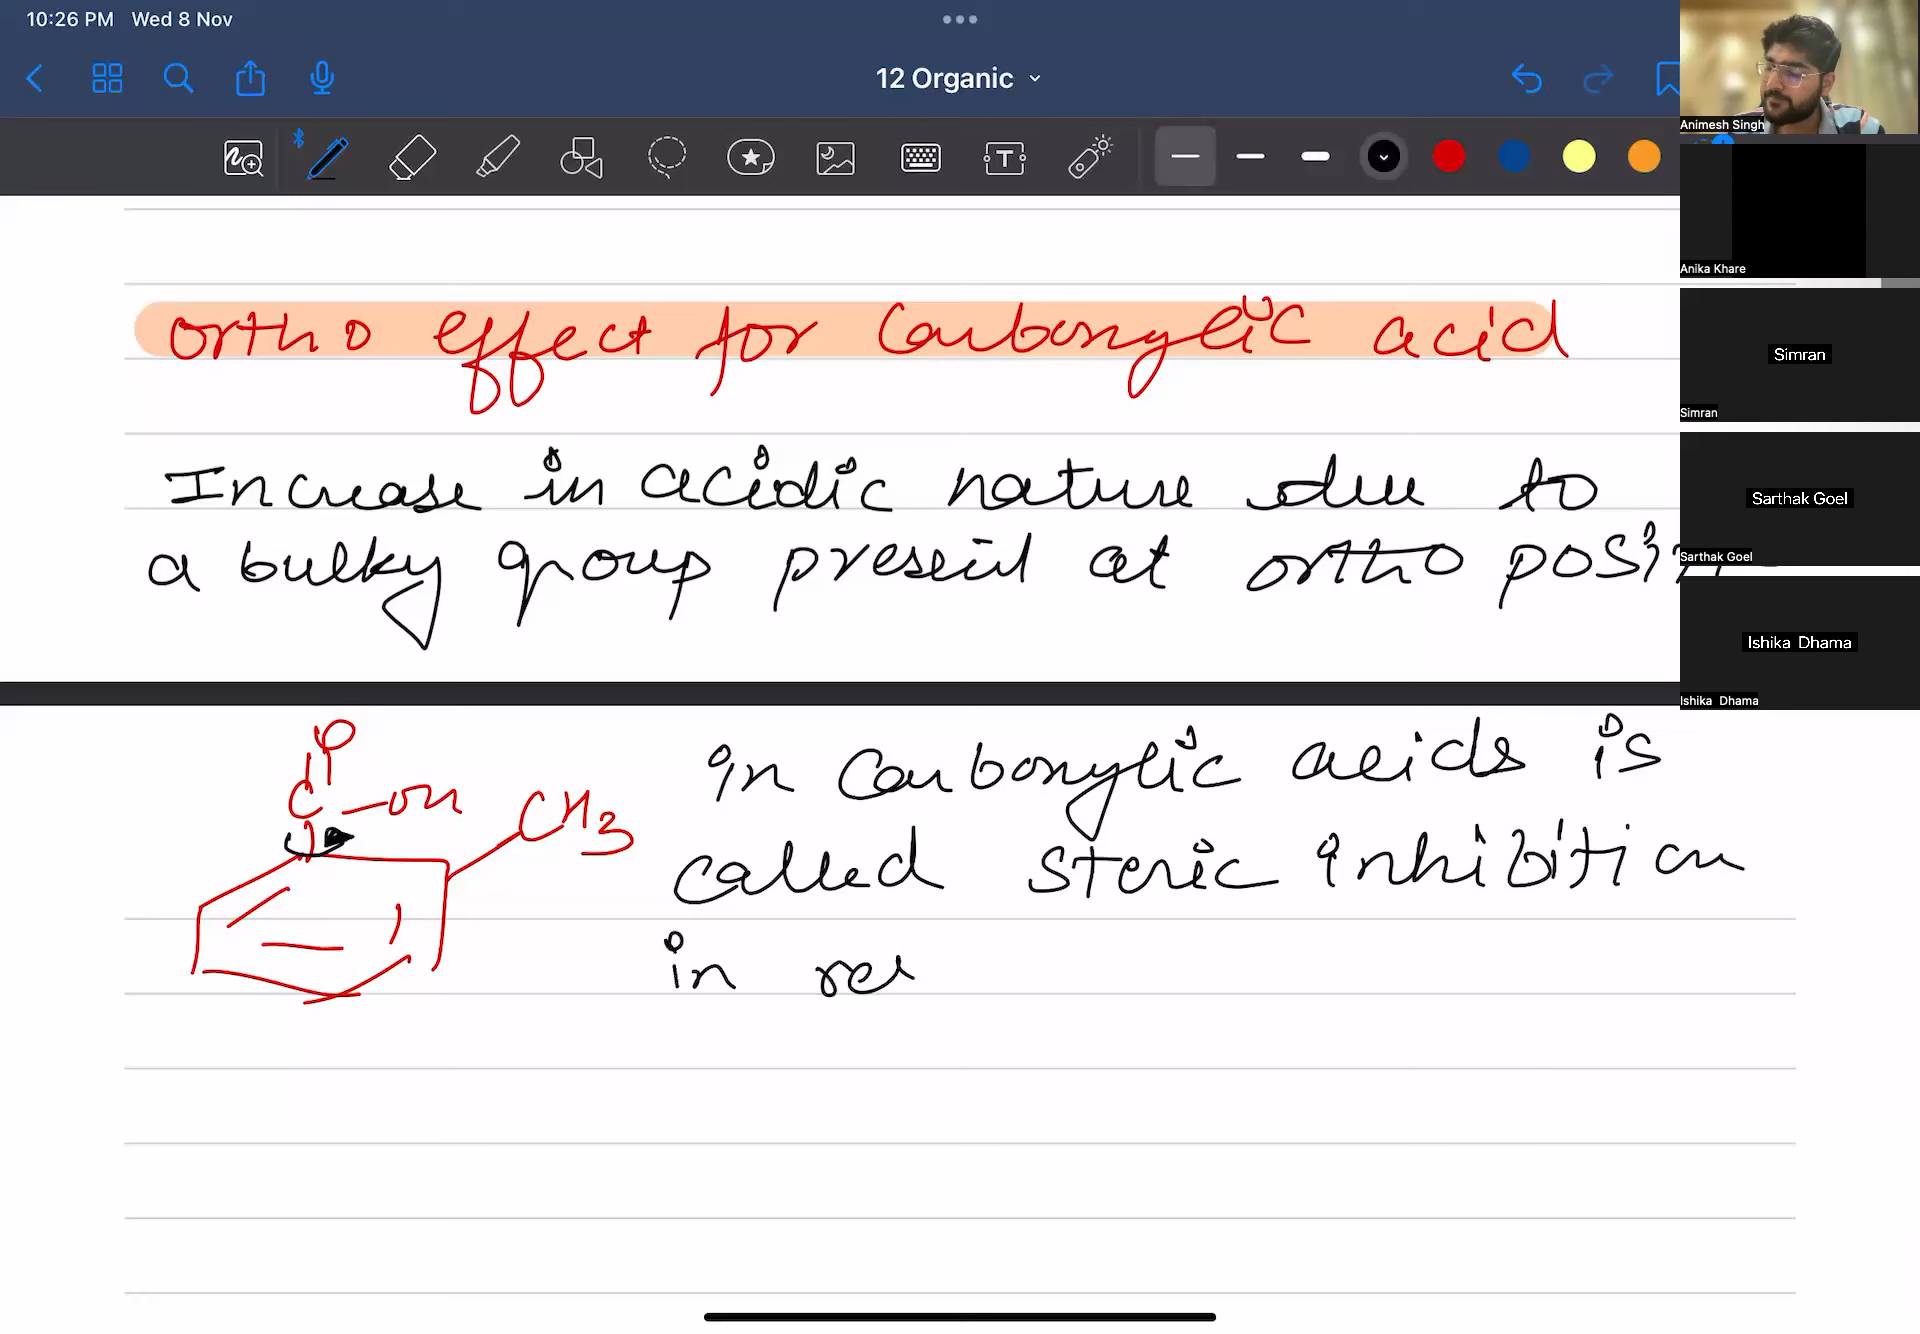 10:26 PM Wed 8 Nov
12 Organic
T
Animesh Singh
Anika Khare
Simran
Simran
Sarthak Goel
Sarthak Goel
Ishika Dhama
Ishika Dhama
ortho effect for Carboxylic acid
Increase in acidic nature due to
a bulky group present at ortho
O
C-OH
CH3
in Carboxylic acids is
called steric inhibition
in